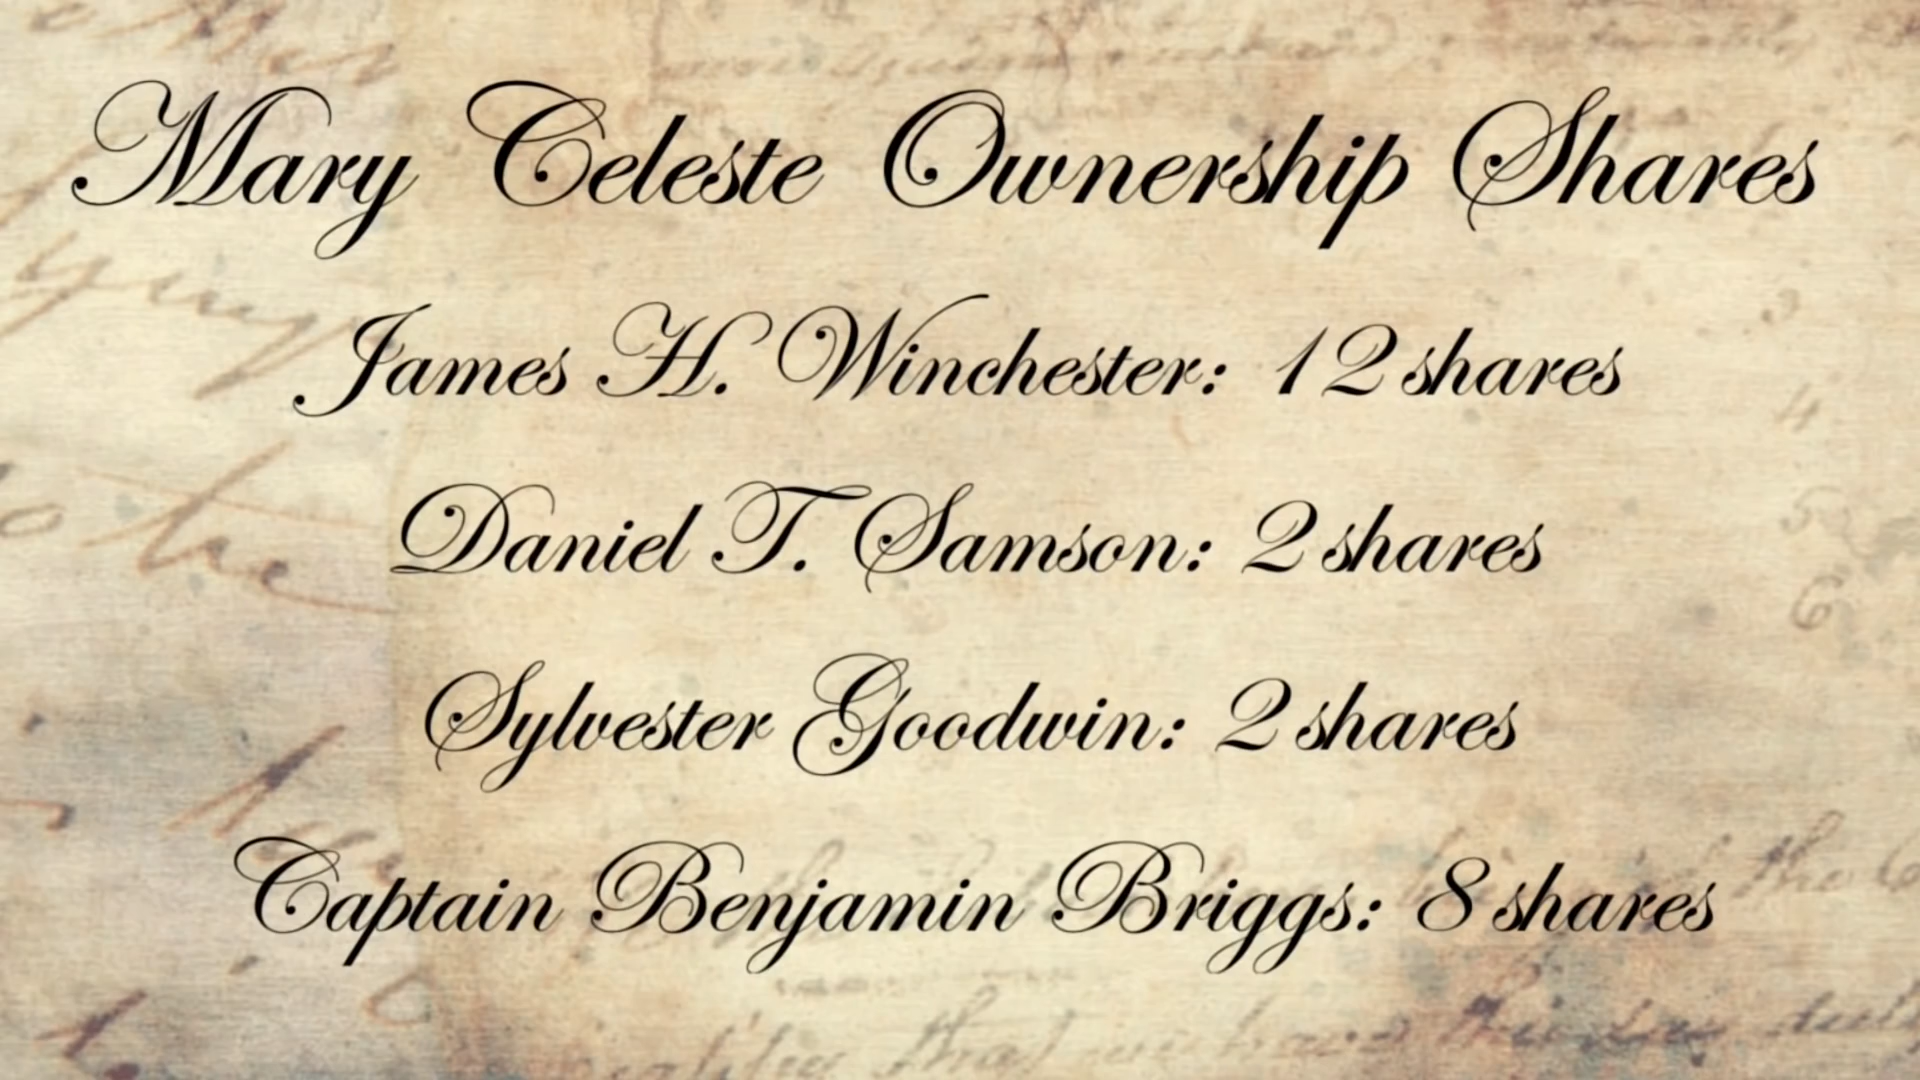 Mary Celeste Ownership Shares
James H. Winchester: 12 shares
Daniel T. Samson: 2 shares
Sylvester Goodwin: 2 shares
Captain Benjamin Briggs: 8 shares